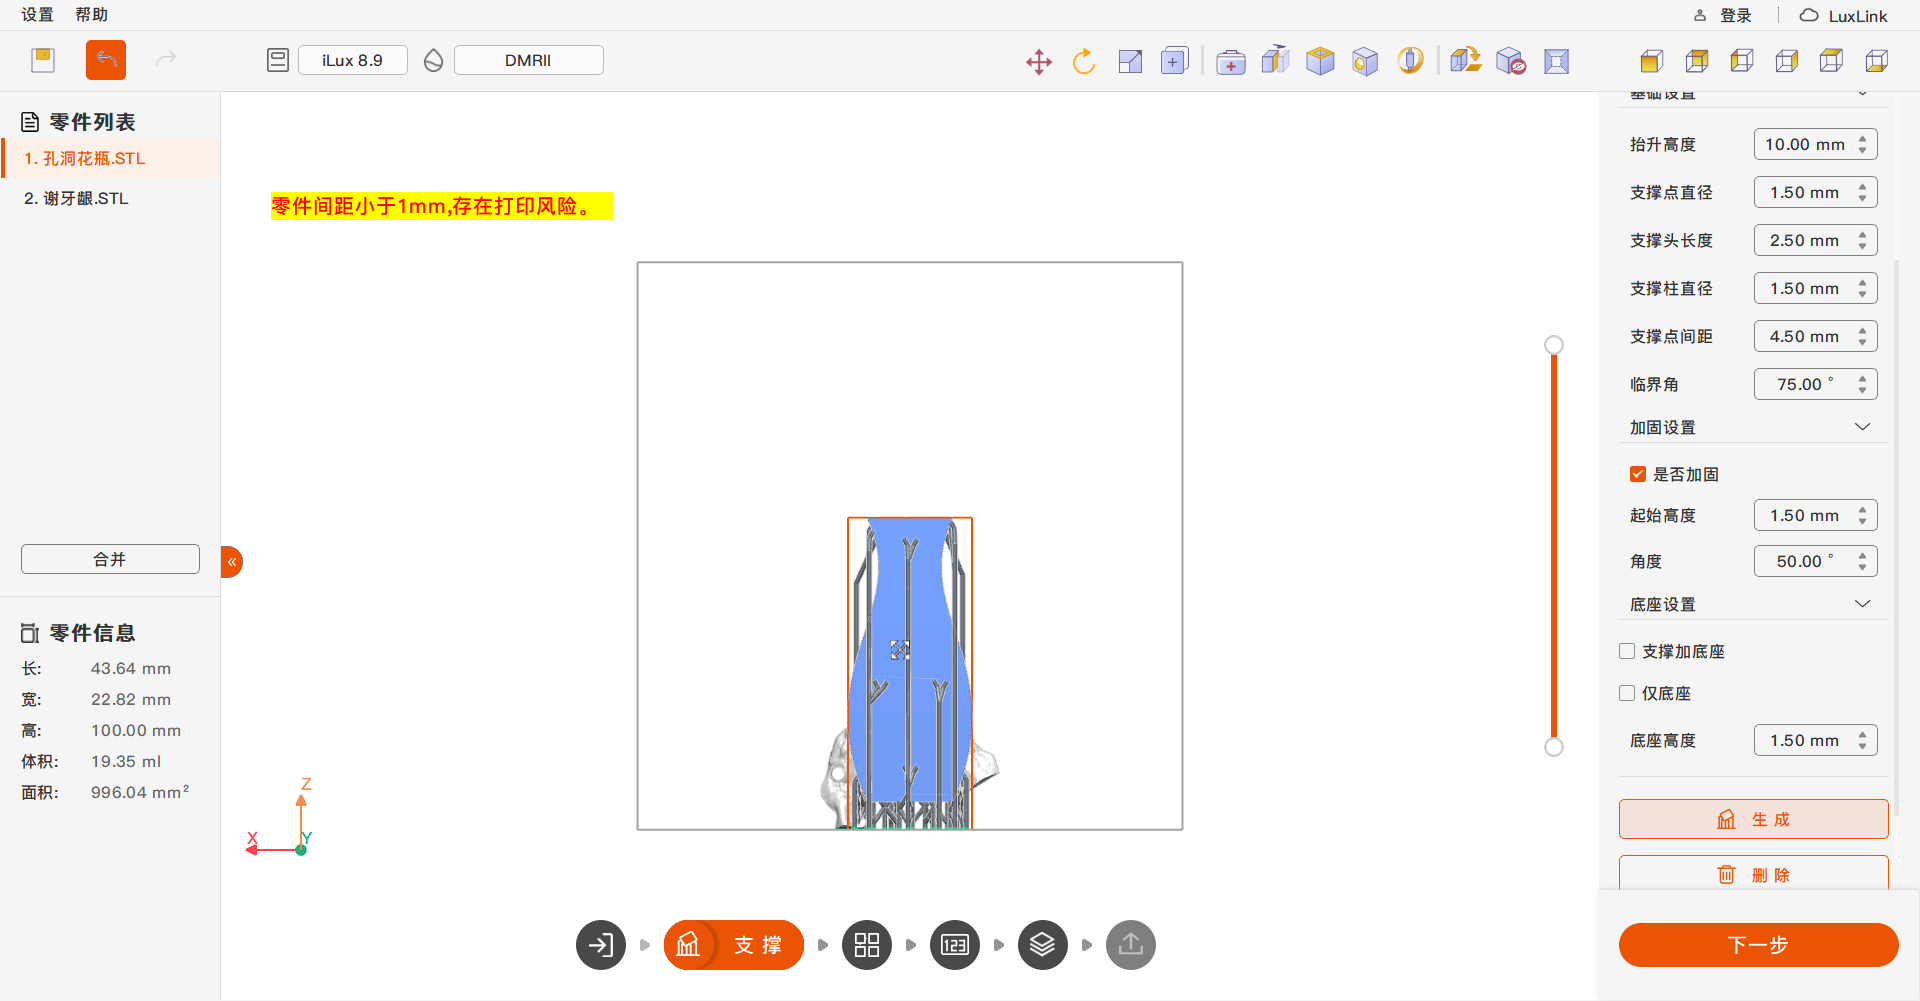 设置 帮助
登录 LuxLink
iLux 8.9 DMRII
零件列表
1. 孔洞花瓶.STL
2. 谢牙龈.STL
合并
零件信息
长: 43.64 mm
宽: 22.82 mm
高: 100.00 mm
体积: 19.35 ml
面积: 996.04 mm²
零件间距小于1mm,存在打印风险。
Z
X Y
基础设置
抬升高度 10.00 mm
支撑点直径 1.50 mm
支撑头长度 2.50 mm
支撑柱直径 1.50 mm
支撑点间距 4.50 mm
临界角 75.00 °
加固设置
是否加固
起始高度 1.50 mm
角度 50.00 °
底座设置
支撑加底座
仅底座
底座高度 1.50 mm
生成
删除
支撑 123
下一步